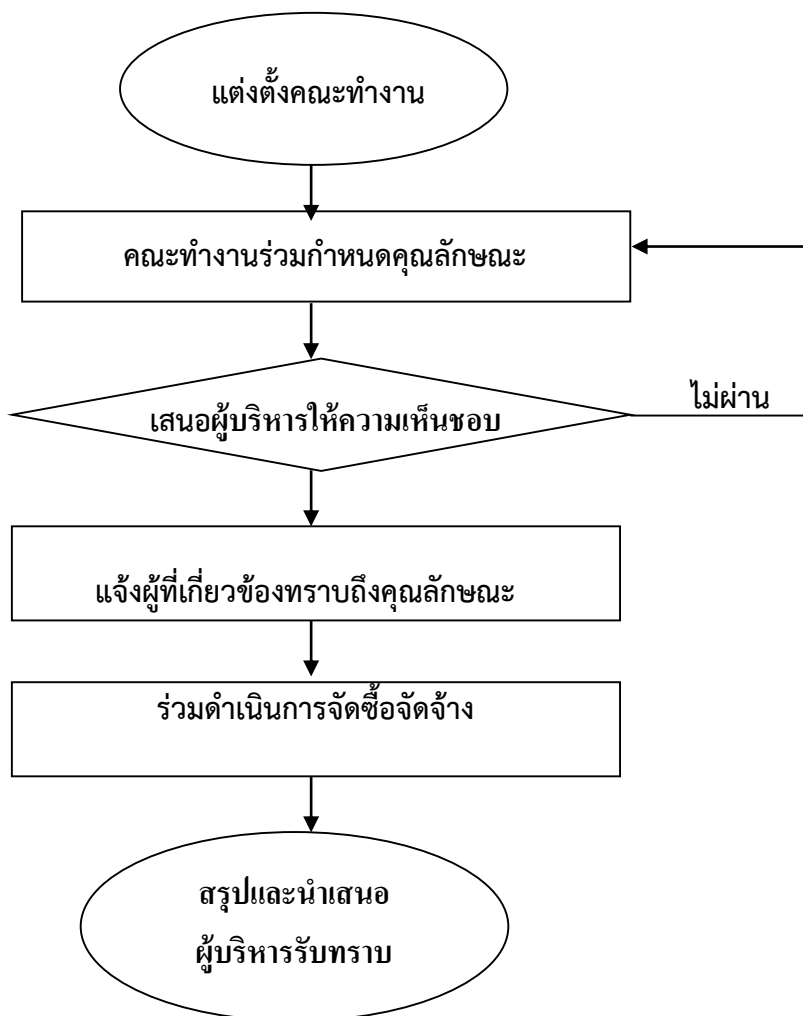 แต่งตั้งคณะทำงาน
คณะทำงานร่วมกำหนดคุณลักษณะ
เสนอผู้บริหารให้ความเห็นชอบ
ไม่ผ่าน
แจ้งผู้ที่เกี่ยวข้องทราบถึงคุณลักษณะ
ร่วมดำเนินการจัดซื้อจัดจ้าง
สรุปและนำเสนอ
ผู้บริหารรับทราบ